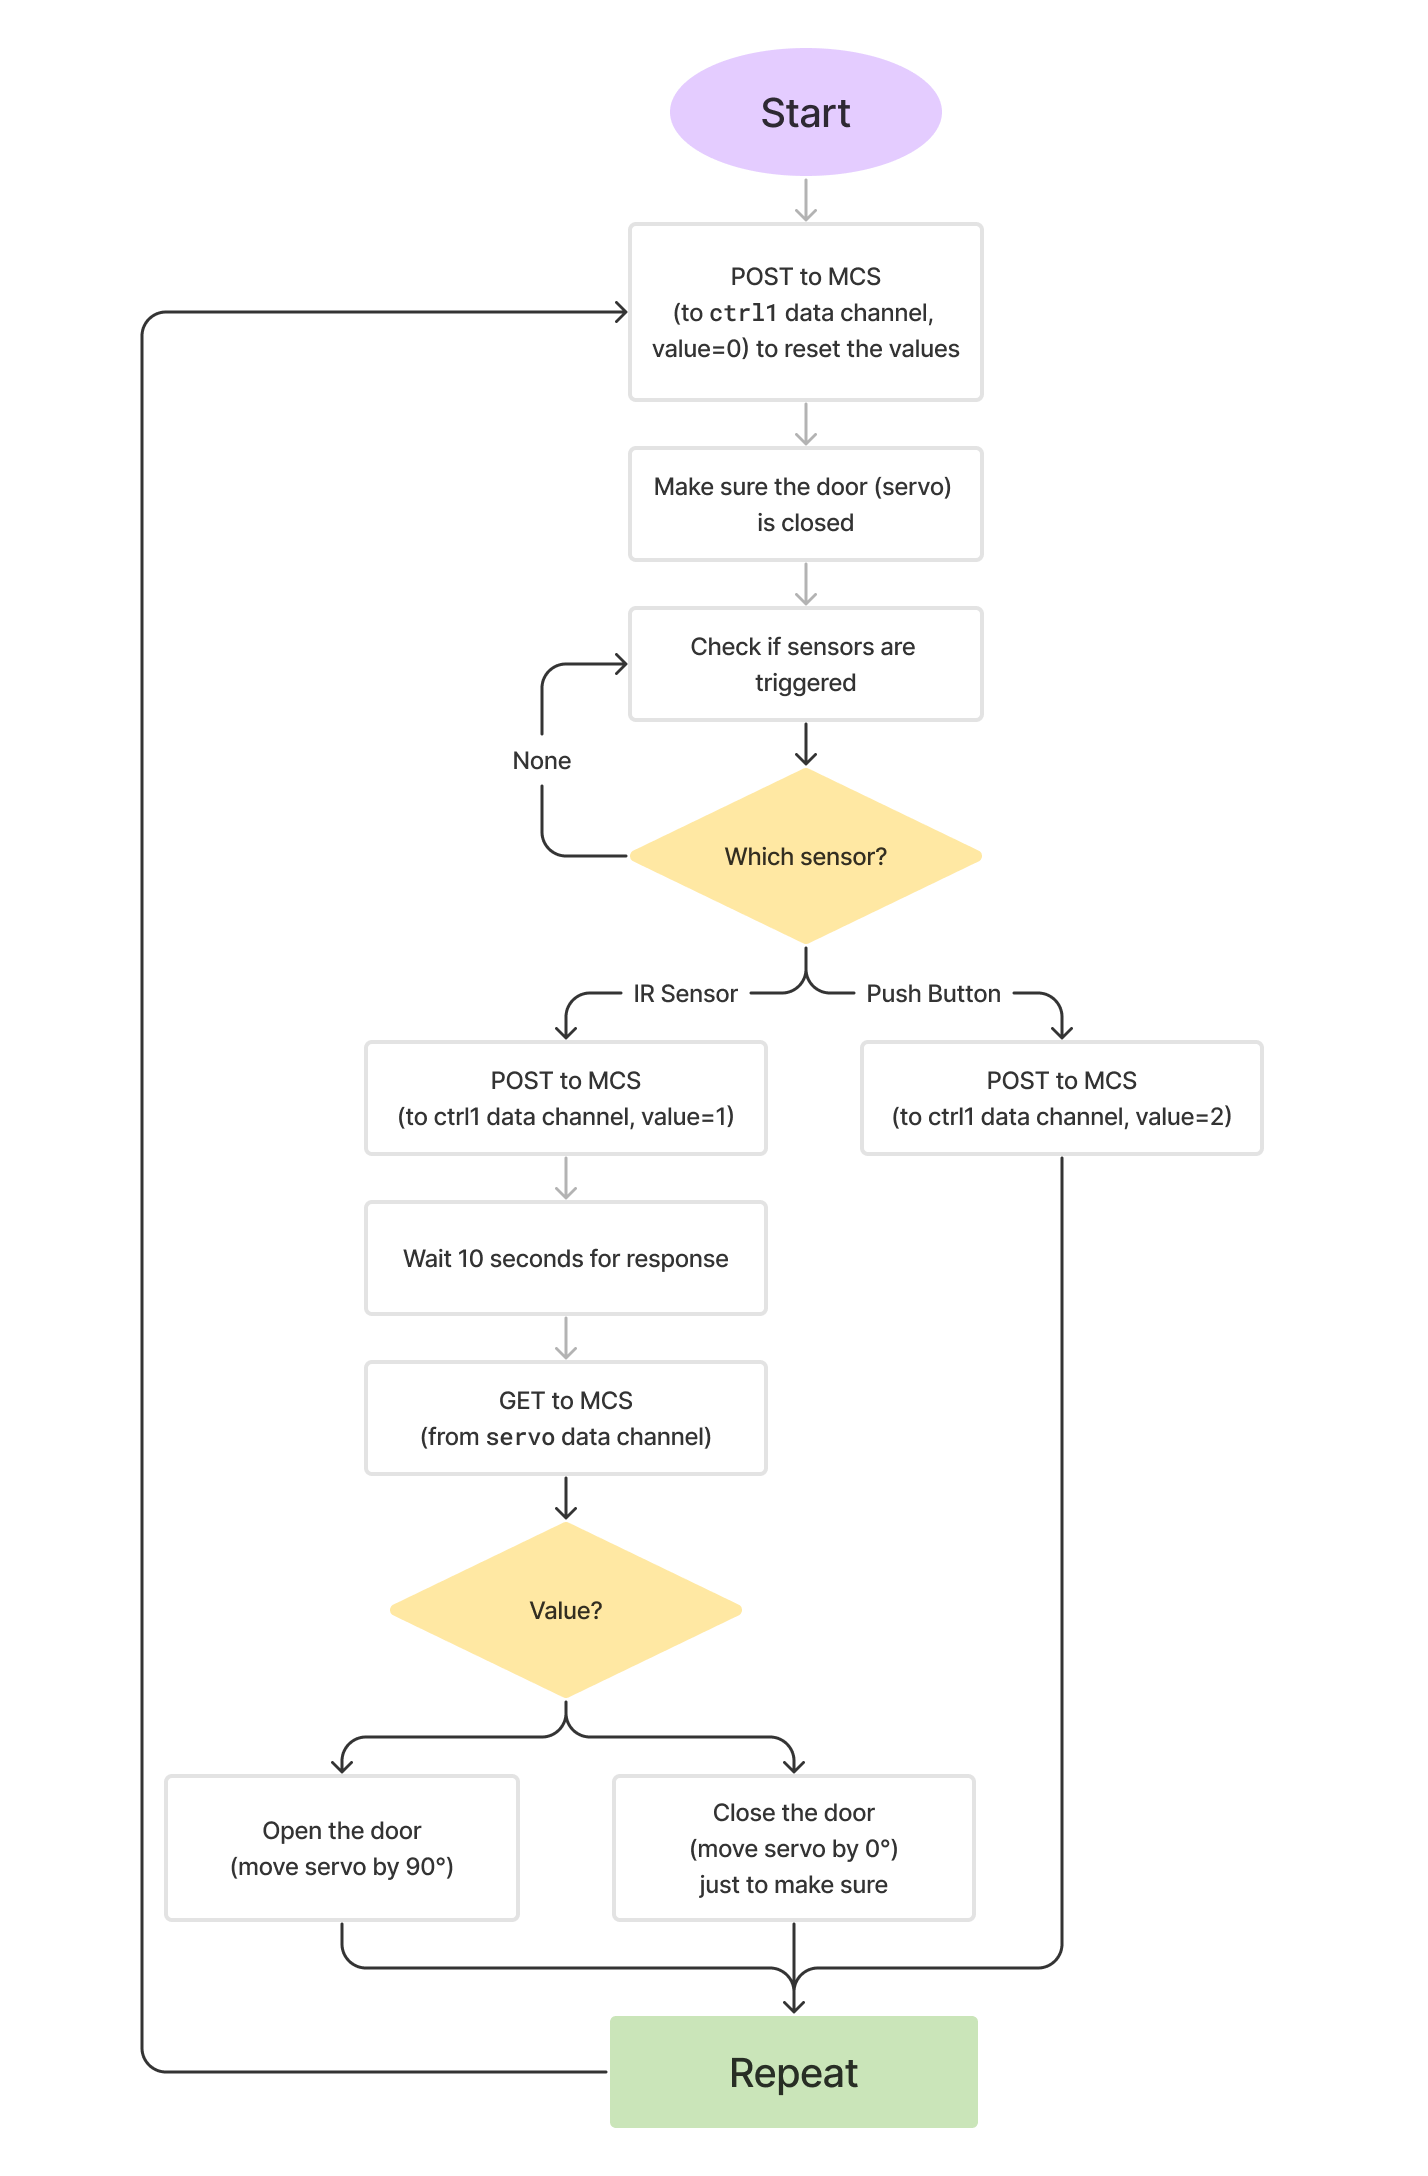 Start
POST to MCS
(to ctrl1 data channel,
value=0) to reset the values
Make sure the door (servo)
is closed
Check if sensors are
triggered
None
Which sensor?
IR Sensor
Push Button
POST to MCS
(to ctrl1 data channel, value=1)
POST to MCS
(to ctrl1 data channel, value=2)
Wait 10 seconds for response
GET to MCS
(from servo data channel)
Value?
Open the door
(move servo by 90°)
Close the door
(move servo by 0°)
just to make sure
Repeat